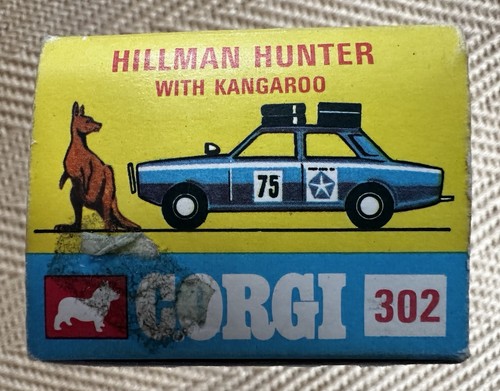 HILLMAN HUNTER
WITH KANGAROO
75
CORGI
302